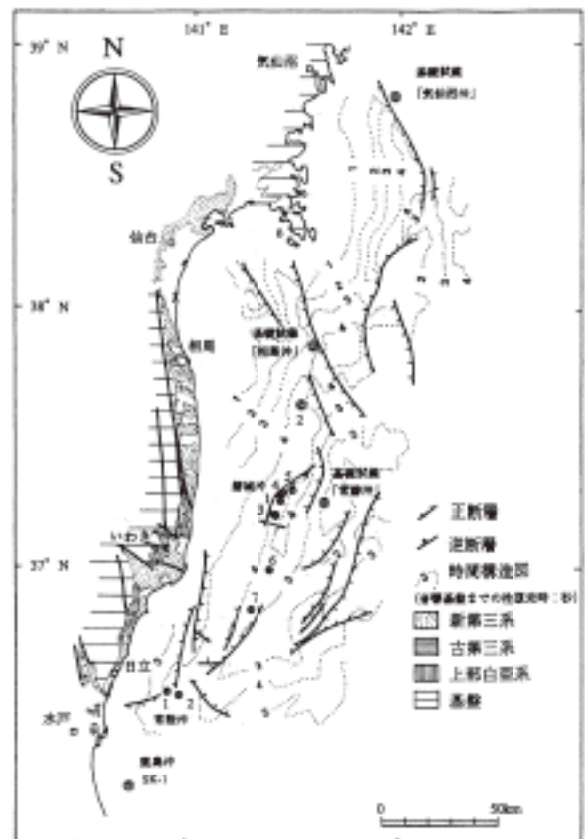 141° E
142° E
39° N
N
S
気仙沼
基礎試錐
「気仙沼沖」
仙台
38° N
相馬
基礎試錐
「相馬沖」
磐城沖
基礎試錐
「常磐沖」
いわき
37° N
日立
常磐沖
水戸
鹿島沖
SK-1
正断層
逆断層
時間構造図
新第三系
古第三系
上部白亜系
基盤
0
50km